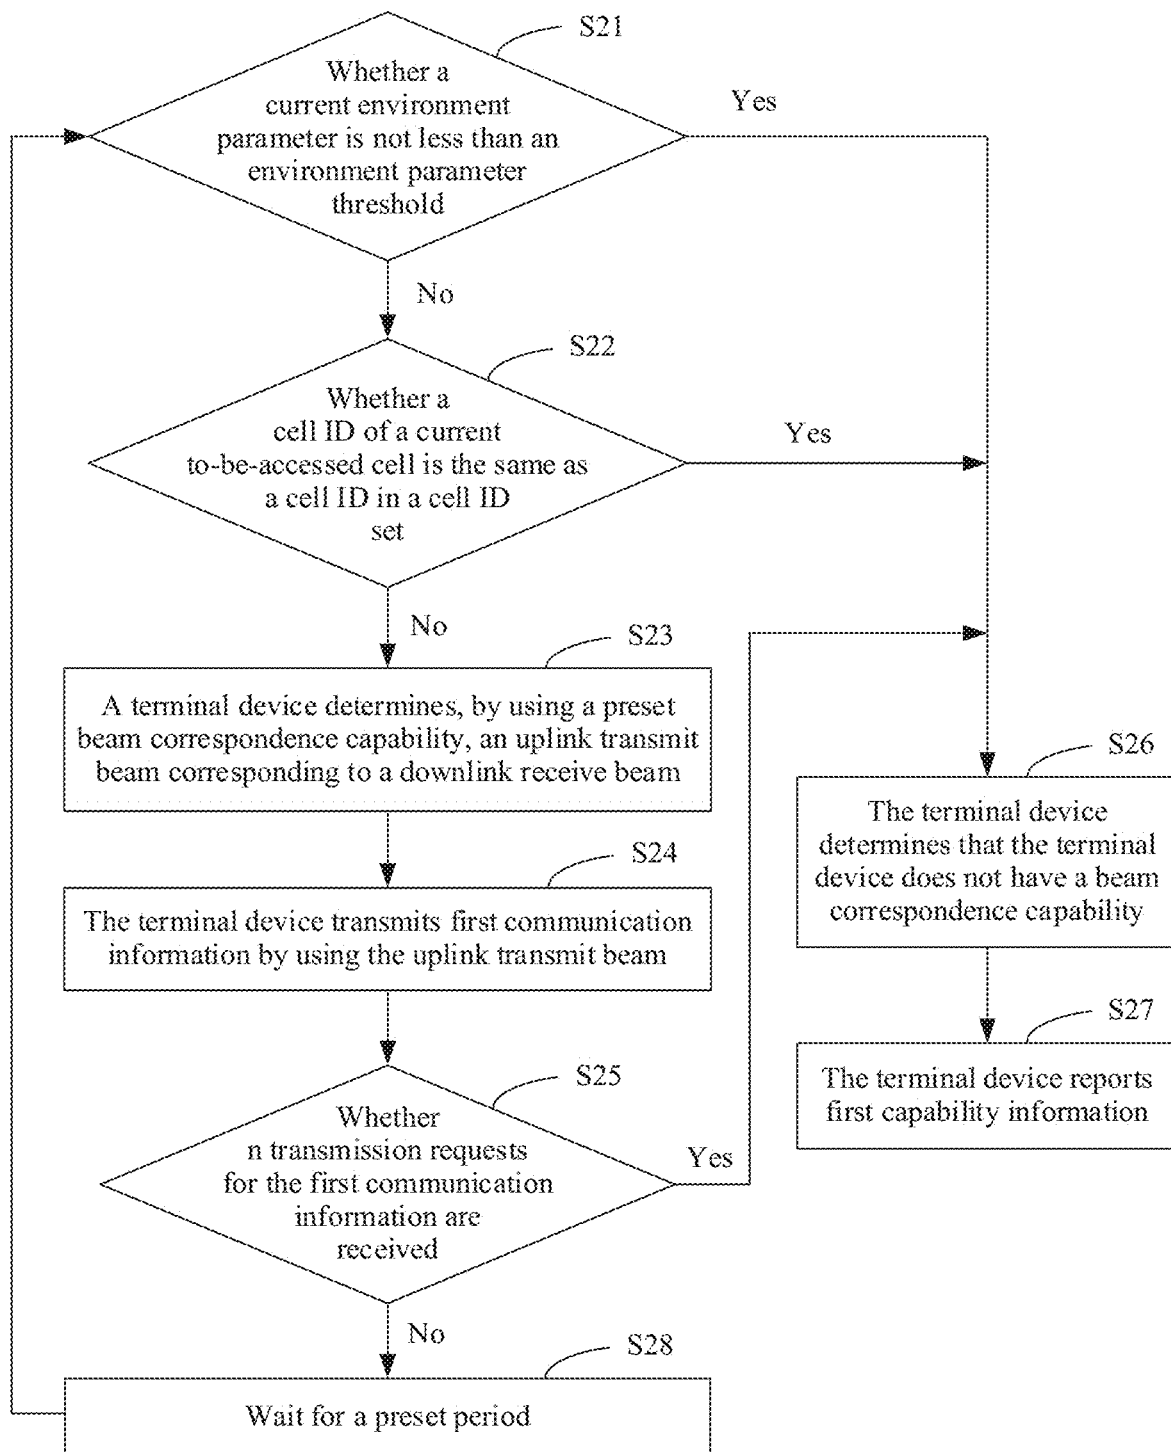 S21
Whether a
current environment
parameter is not less than an
environment parameter
threshold
Yes
No
S22
Whether a
cell ID of a current
to-be-accessed cell is the same as
a cell ID in a cell ID
set
Yes
No
S23
A terminal device determines, by using a preset
beam correspondence capability, an uplink transmit
beam corresponding to a downlink receive beam
S24
The terminal device transmits first communication
information by using the uplink transmit beam
S25
Whether
n transmission requests
for the first communication
information are
received
Yes
No
S28
Wait for a preset period
S26
The terminal device
determines that the terminal
device does not have a beam
correspondence capability
S27
The terminal device reports
first capability information